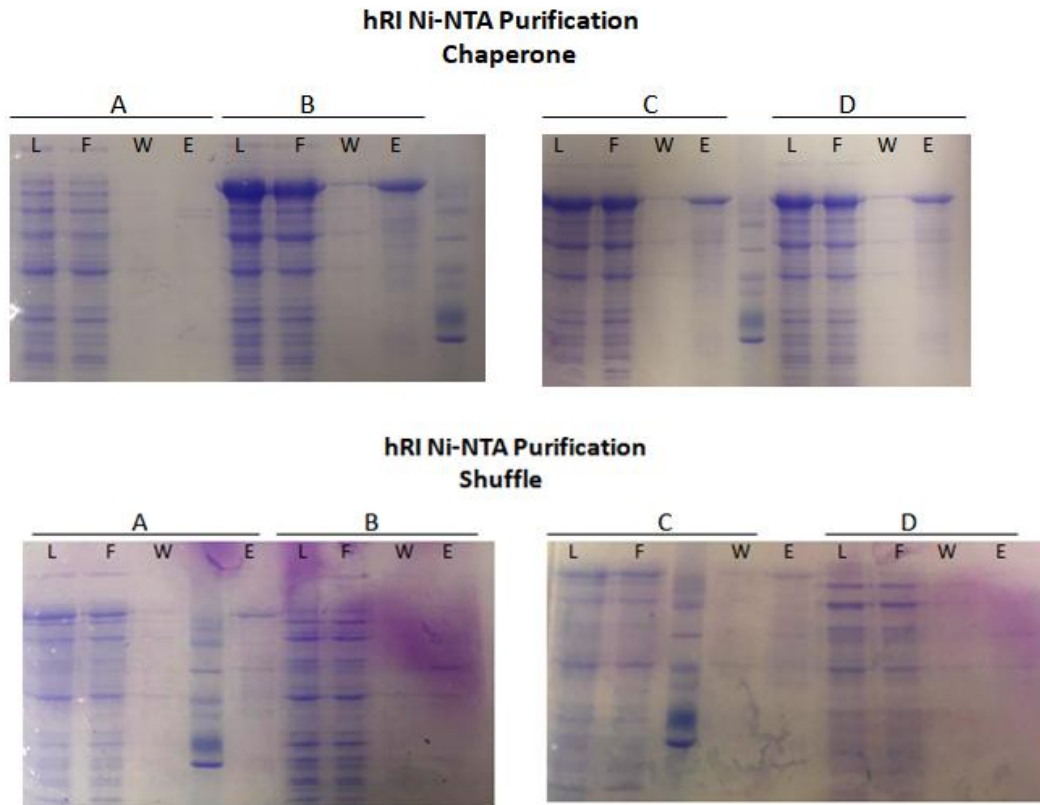 hRI Ni-NTA Purification
Chaperone
A B C D
L F W E L F W E L F W E L F W E
hRI Ni-NTA Purification
Shuffle
A B C D
L F W E L F W E L F W E L F W E